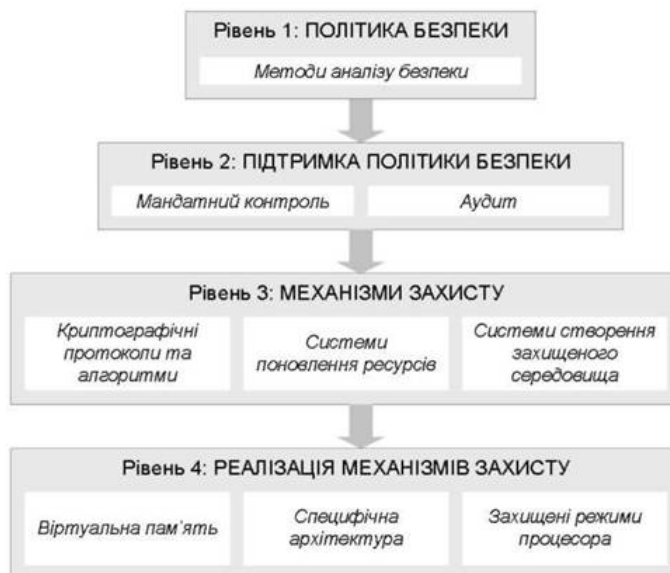 Рівень 1: ПОЛІТИКА БЕЗПЕКИ
Методи аналізу безпеки
Рівень 2: ПІДТРИМКА ПОЛІТИКИ БЕЗПЕКИ
Мандатний контроль
Аудит
Рівень 3: МЕХАНІЗМИ ЗАХИСТУ
Криптографічні
протоколи та
алгоритми
Системи
поновлення ресурсів
Системи створення
захищеного
середовища
Рівень 4: РЕАЛІЗАЦІЯ МЕХАНІЗМІВ ЗАХИСТУ
Віртуальна пам'ять
Специфічна
архітектура
Захищені режими
процесора